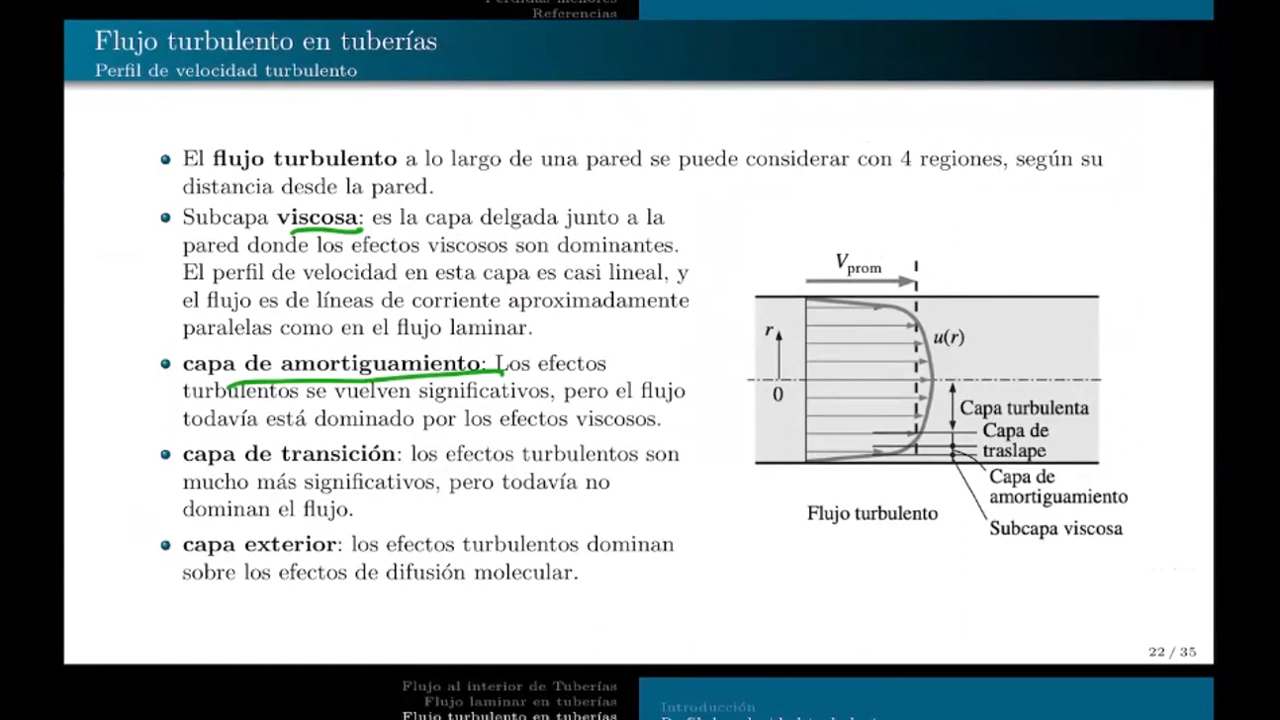 Referencias
Flujo turbulento en tuberías
Perfil de velocidad turbulento
El flujo turbulento a lo largo de una pared se puede considerar con 4 regiones, según su
distancia desde la pared.
Subcapa viscosa: es la capa delgada junto a la
pared donde los efectos viscosos son dominantes.
El perfil de velocidad en esta capa es casi lineal, y
el flujo es de líneas de corriente aproximadamente
paralelas como en el flujo laminar.
capa de amortiguamiento: Los efectos
turbulentos se vuelven significativos, pero el flujo
todavía está dominado por los efectos viscosos.
capa de transición: los efectos turbulentos son
mucho más significativos, pero todavía no
dominan el flujo.
capa exterior: los efectos turbulentos dominan
sobre los efectos de difusión molecular.
Vprom
r
u(r)
0
Capa turbulenta
Capa de
traslape
Capa de
amortiguamiento
Subcapa viscosa
Flujo turbulento
22 / 35
Flujo al interior de Tuberías
Flujo laminar en tuberías
Flujo turbulento en tuberías
Introducción